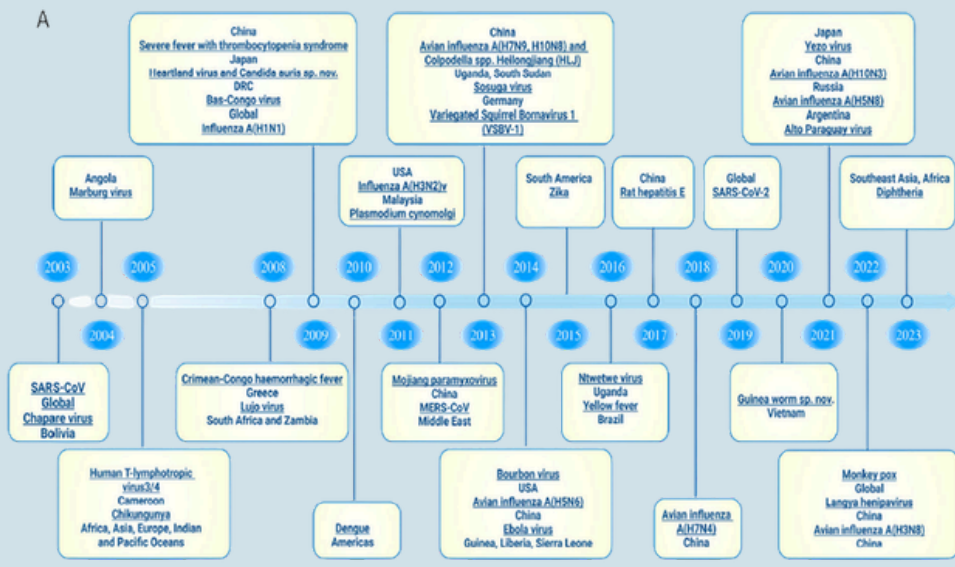 A
China
Severe fever with thrombocytopenia syndrome
Japan
Heartland virus and Candida auris sp. nov.
DRC
Bas-Congo virus
Global
Influenza A(H1N1)
China
Avian influenza A(H7N9, H10N8) and
Colpodella spp. Heilongjiang (HLJ)
Uganda, South Sudan
Sosuga virus
Germany
Variegated Squirrel Bornavirus 1
(VSBV-1)
Japan
Yezo virus
China
Avian influenza A(H10N3)
Russia
Avian influenza A(H5N8)
Argentina
Alto Paraguay virus
Angola
Marburg virus
USA
Influenza A(H3N2)v
Malaysia
Plasmodium cynomolgi
South America
Zika
China
Rat hepatitis E
Global
SARS-CoV-2
Southeast Asia, Africa
Diphtheria
2003
2005
2008
2010
2012
2014
2016
2018
2020
2022
2004
2009
2011
2013
2015
2017
2019
2021
2023
SARS-CoV
Global
Chapare virus
Bolivia
Crimean-Congo haemorrhagic fever
Greece
Lujo virus
South Africa and Zambia
Mojiang paramyxovirus
China
MERS-CoV
Middle East
Ntwetwe virus
Uganda
Yellow fever
Brazil
Guinea worm sp. nov.
Vietnam
Human T-lymphotropic
virus3/4
Cameroon
Chikungunya
Africa, Asia, Europe, Indian
and Pacific Oceans
Dengue
Americas
Bourbon virus
USA
Avian influenza A(H5N6)
China
Ebola virus
Guinea, Liberia, Sierra Leone
Avian influenza
A(H7N4)
China
Monkey pox
Global
Langya henipavirus
China
Avian influenza A(H3N8)
China